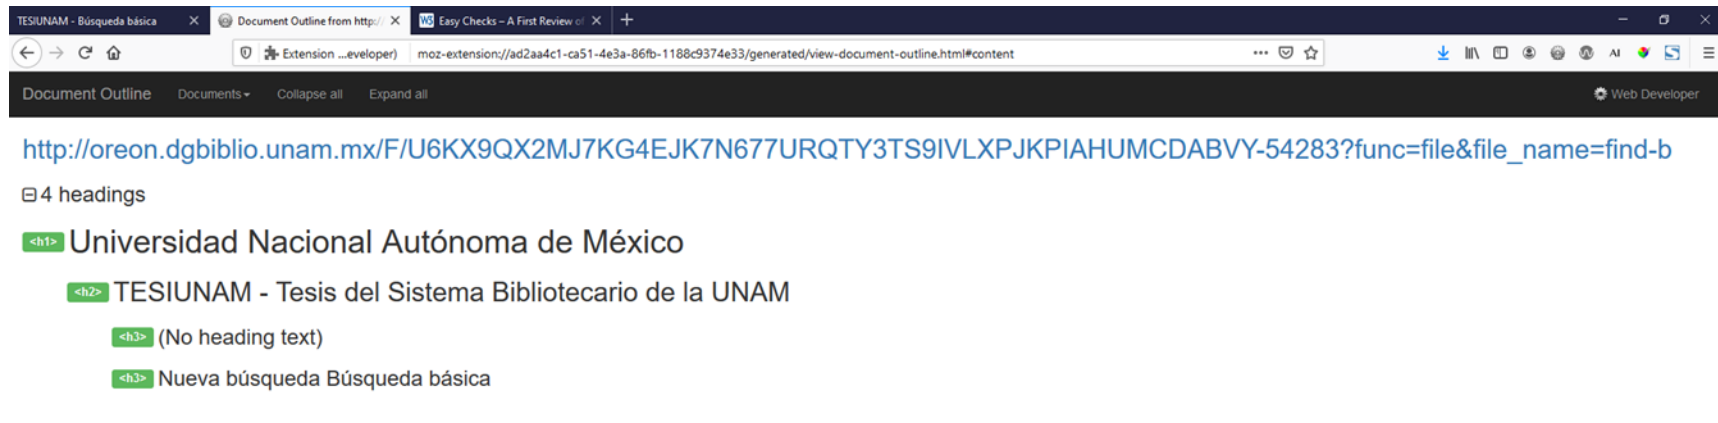 TESIUNAM - Búsqueda básica
Document Outline from http://
Easy Checks – A First Review of
Extension ...eveloper) moz-extension://ad2aa4c1-ca51-4e3a-86fb-1188c9374e33/generated/view-document-outline.html#content
Document Outline Documents Collapse all Expand all Web Developer
http://oreon.dgbiblio.unam.mx/F/U6KX9QX2MJ7KG4EJK7N677URQTY3TS9IVLXPJKPIAHUMCDABVY-54283?func=file&file_name=find-b
4 headings
<h1> Universidad Nacional Autónoma de México
<h2> TESIUNAM - Tesis del Sistema Bibliotecario de la UNAM
<h3> (No heading text)
<h3> Nueva búsqueda Búsqueda básica